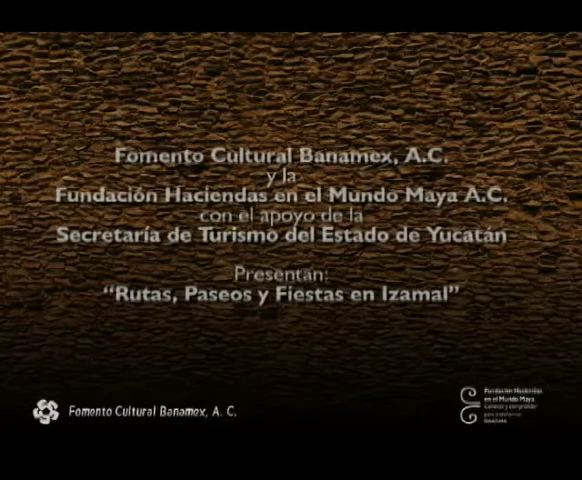 Fomento Cultural Banamex, A.C.
y la
Fundación Haciendas en el Mundo Maya A.C.
con el apoyo de la
Secretaría de Turismo del Estado de Yucatán
Presentan:
“Rutas, Paseos y Fiestas en Izamal”
Fomento Cultural Banamex, A. C.
Fundación Haciendas
en el Mundo Maya